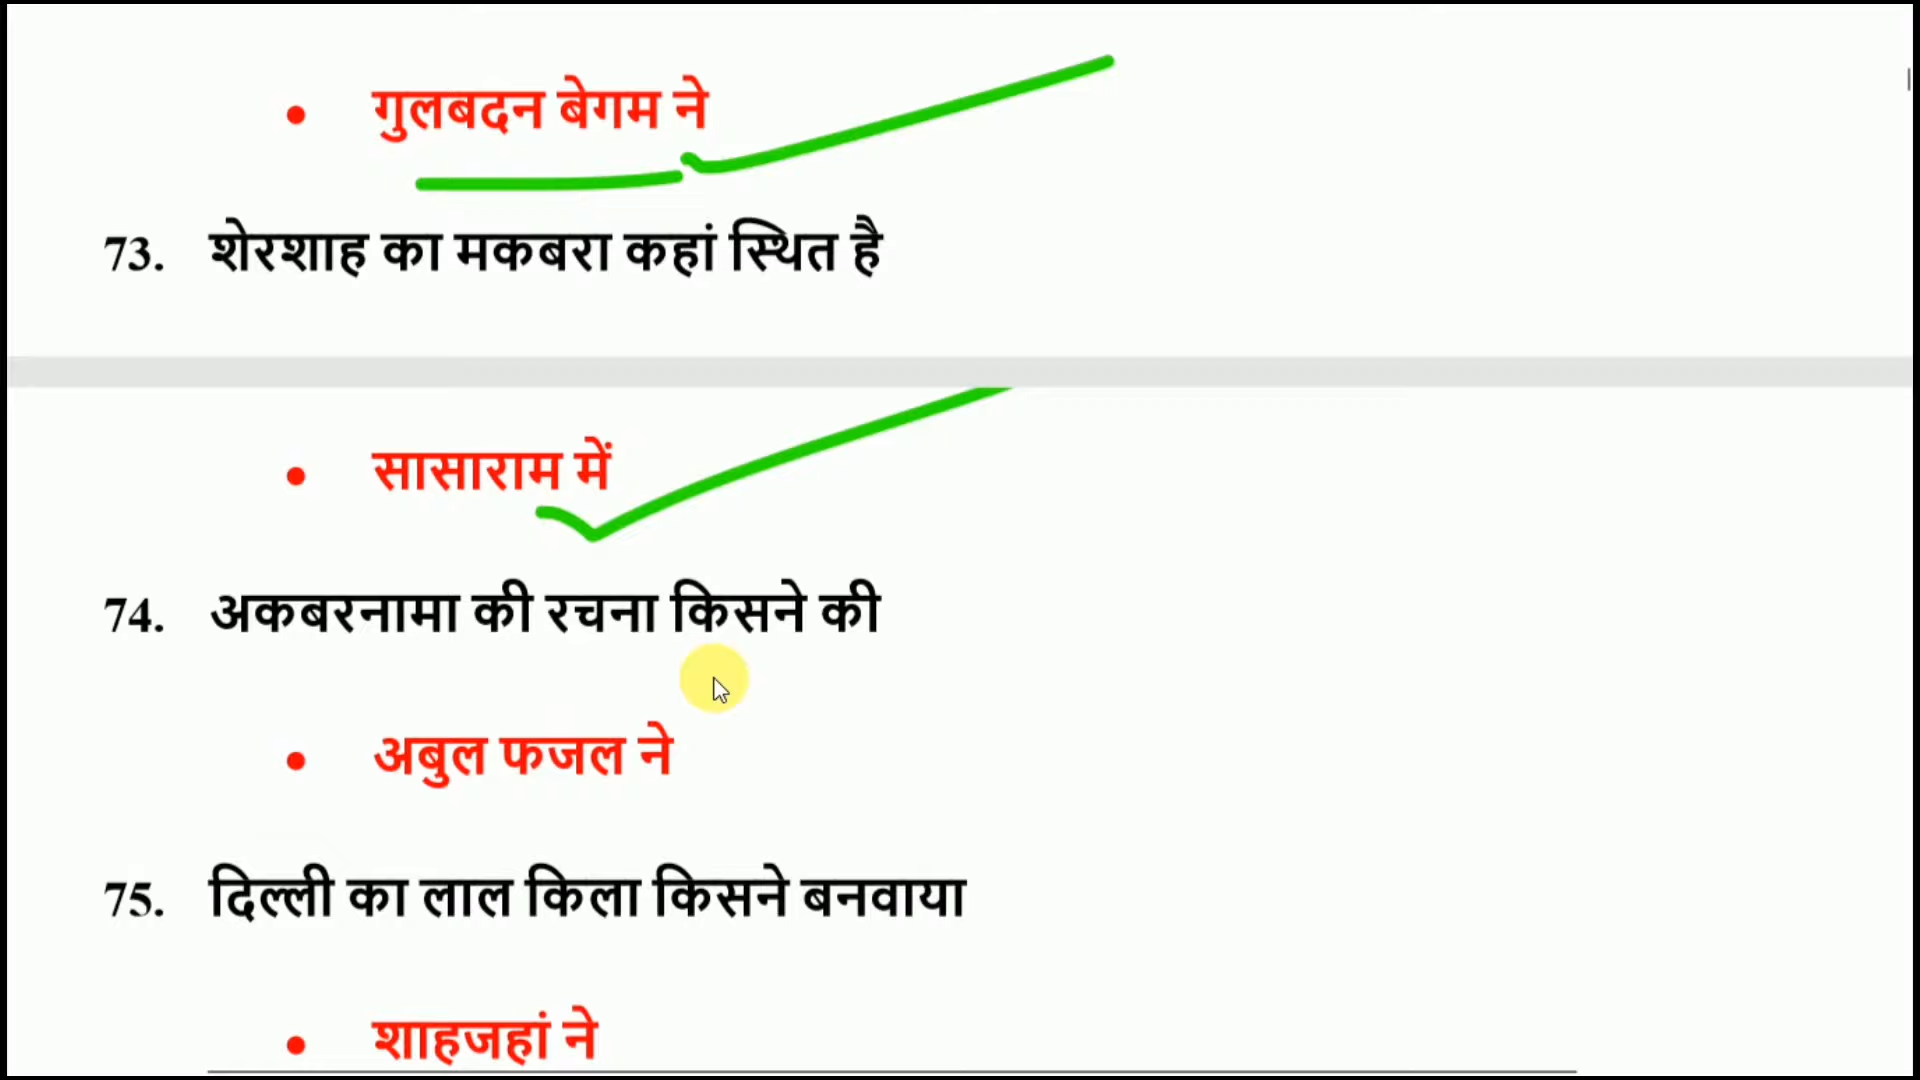 • गुलबदन बेगम ने
73. शेरशाह का मकबरा कहां स्थित है
• सासाराम में
74. अकबरनामा की रचना किसने की
• अबुल फजल ने
75. दिल्ली का लाल किला किसने बनवाया
• शाहजहां ने